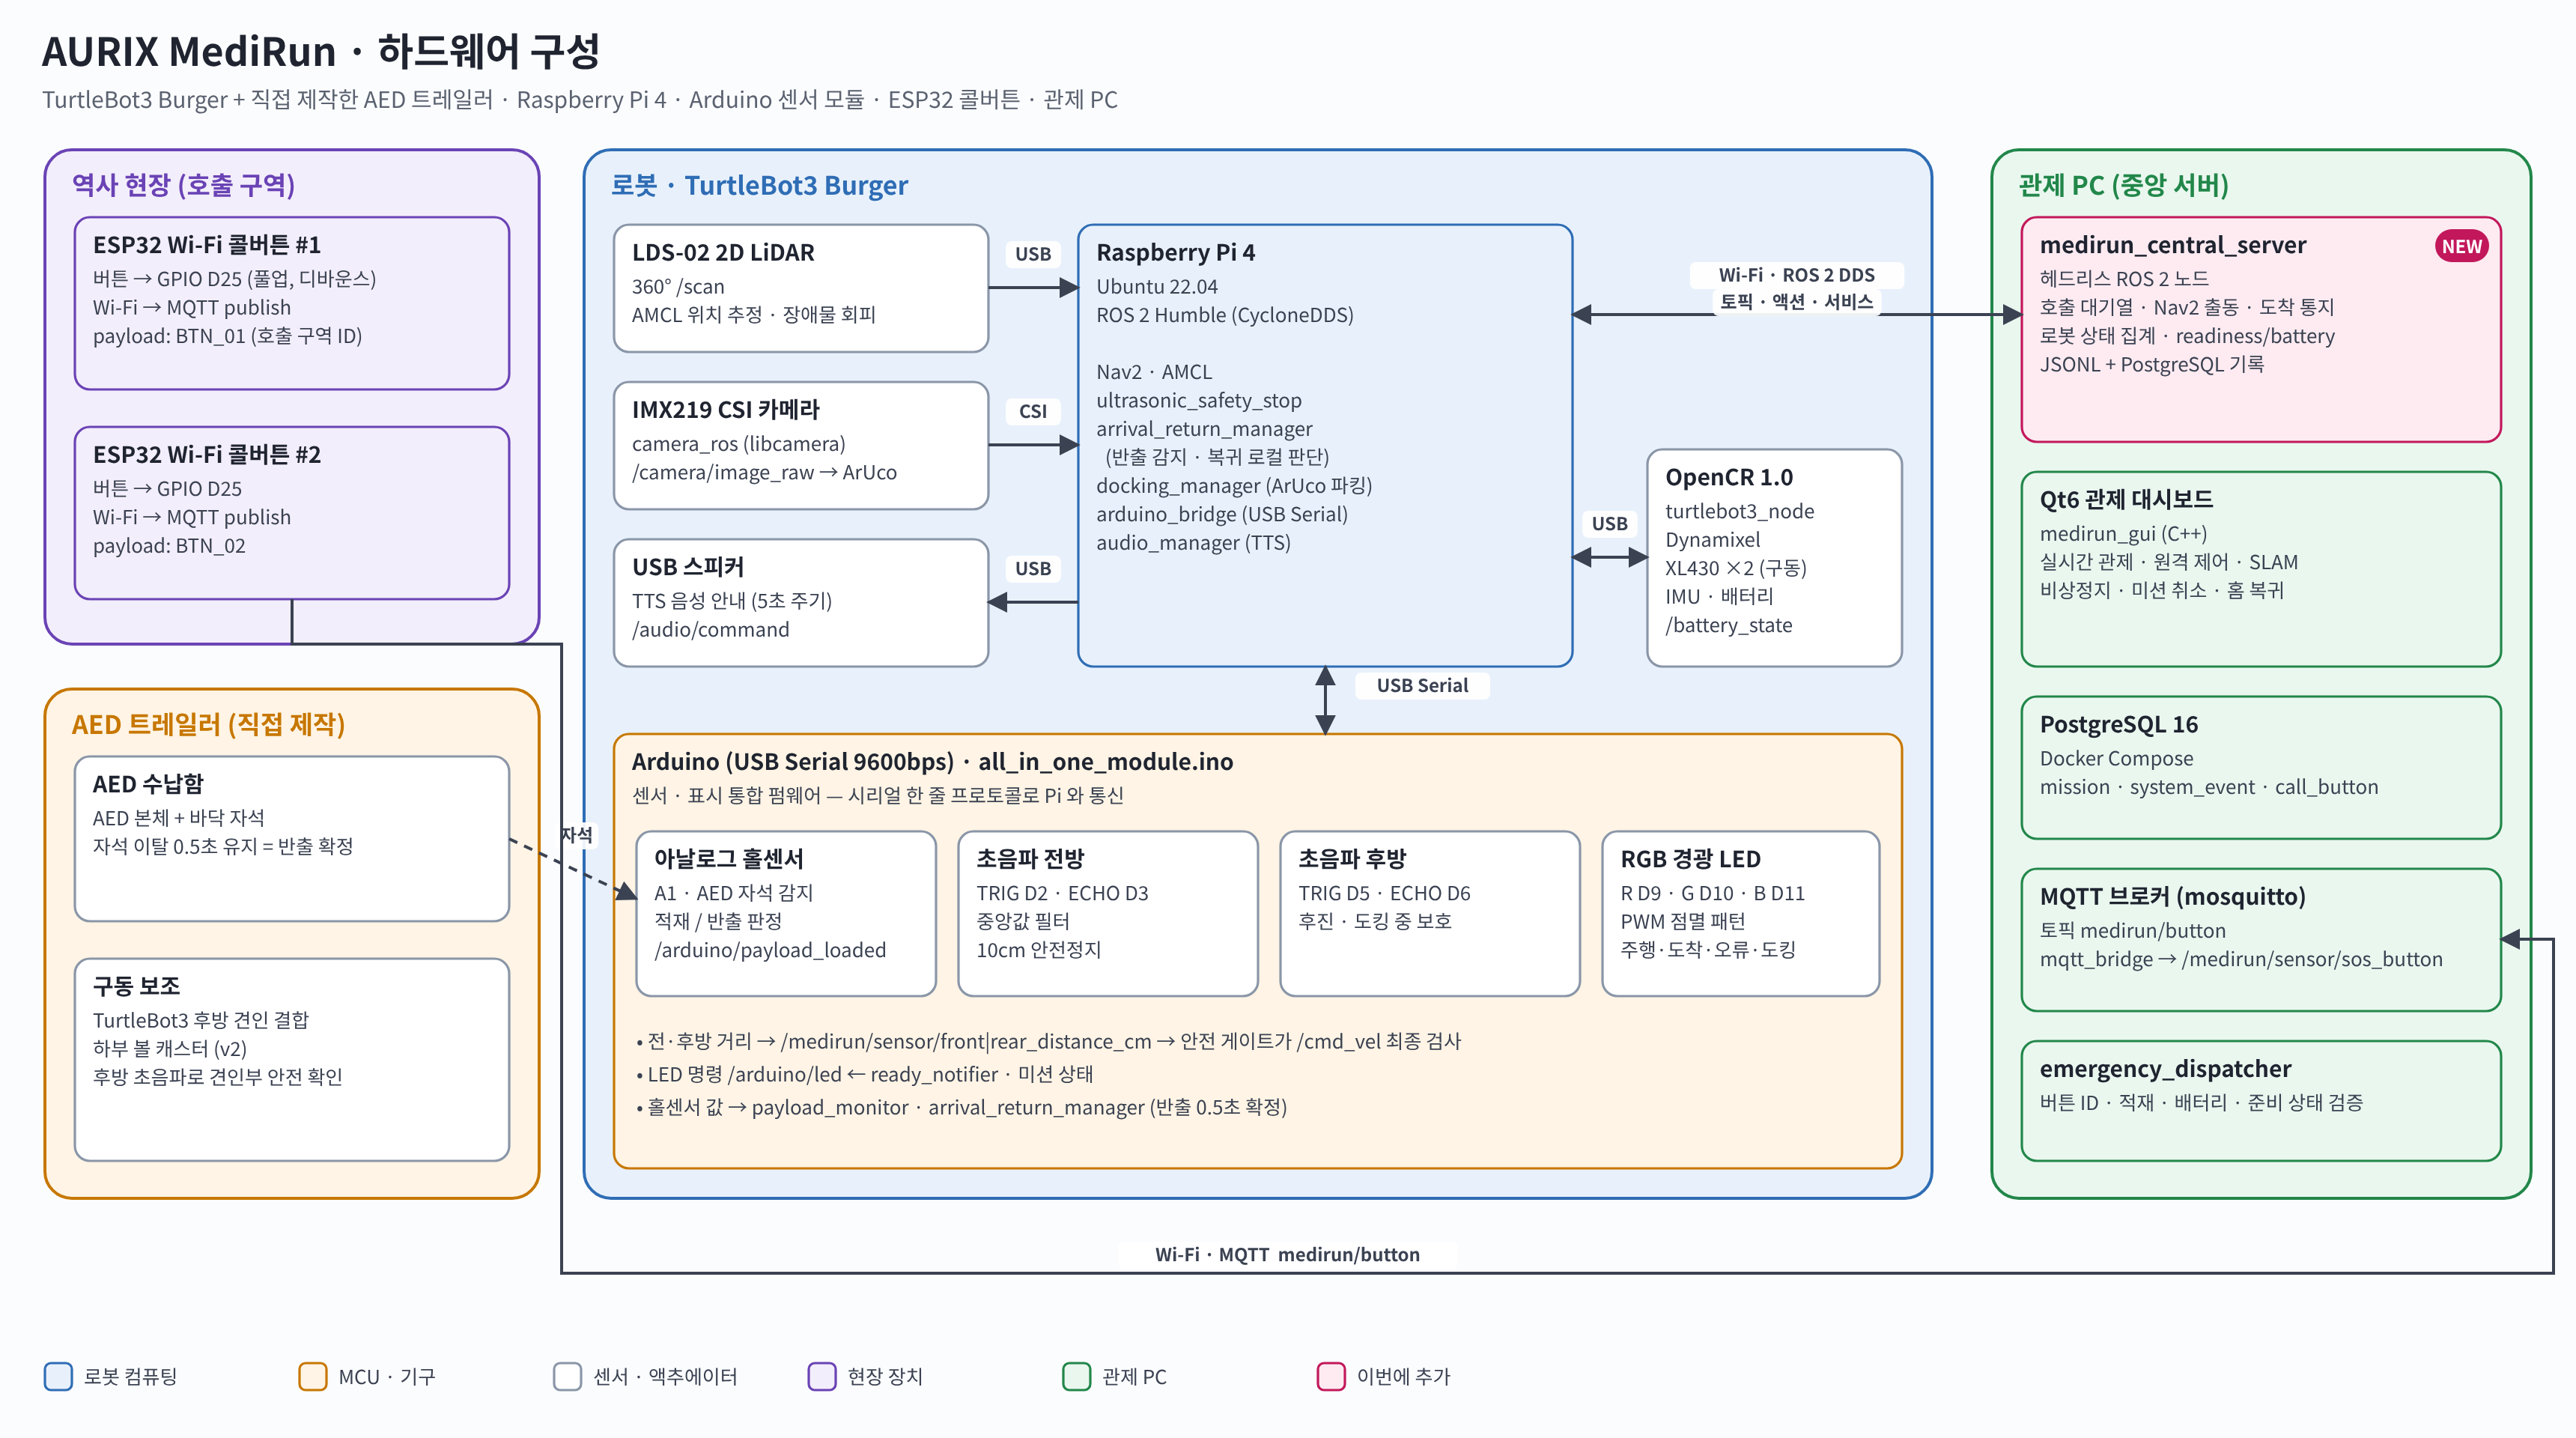 AURIX MediRun · 하드웨어 구성
TurtleBot3 Burger + 직접 제작한 AED 트레일러 · Raspberry Pi 4 · Arduino 센서 모듈 · ESP32 콜버튼 · 관제 PC
역사 현장 (호출 구역)
ESP32 Wi-Fi 콜버튼 #1
버튼 → GPIO D25 (풀업, 디바운스)
Wi-Fi → MQTT publish
payload: BTN_01 (호출 구역 ID)
ESP32 Wi-Fi 콜버튼 #2
버튼 → GPIO D25
Wi-Fi → MQTT publish
payload: BTN_02
AED 트레일러 (직접 제작)
AED 수납함
AED 본체 + 바닥 자석
자석 이탈 0.5초 유지 = 반출 확정
구동 보조
TurtleBot3 후방 견인 결합
하부 볼 캐스터 (v2)
후방 초음파로 견인부 안전 확인
자석
로봇 · TurtleBot3 Burger
LDS-02 2D LiDAR
360° /scan
AMCL 위치 추정 · 장애물 회피
USB
IMX219 CSI 카메라
camera_ros (libcamera)
/camera/image_raw → ArUco
CSI
USB 스피커
TTS 음성 안내 (5초 주기)
/audio/command
USB
Raspberry Pi 4
Ubuntu 22.04
ROS 2 Humble (CycloneDDS)
Nav2 · AMCL
ultrasonic_safety_stop
arrival_return_manager
(반출 감지 · 복귀 로컬 판단)
docking_manager (ArUco 파킹)
arduino_bridge (USB Serial)
audio_manager (TTS)
Wi-Fi · ROS 2 DDS
토픽 · 액션 · 서비스
USB
OpenCR 1.0
turtlebot3_node
Dynamixel
XL430 ×2 (구동)
IMU · 배터리
/battery_state
USB Serial
Arduino (USB Serial 9600bps) · all_in_one_module.ino
센서 · 표시 통합 펌웨어 — 시리얼 한 줄 프로토콜로 Pi 와 통신
아날로그 홀센서
A1 · AED 자석 감지
적재 / 반출 판정
/arduino/payload_loaded
초음파 전방
TRIG D2 · ECHO D3
중앙값 필터
10cm 안전정지
초음파 후방
TRIG D5 · ECHO D6
후진 · 도킹 중 보호
RGB 경광 LED
R D9 · G D10 · B D11
PWM 점멸 패턴
주행·도착·오류·도킹
• 전·후방 거리 → /medirun/sensor/front|rear_distance_cm → 안전 게이트가 /cmd_vel 최종 검사
• LED 명령 /arduino/led ← ready_notifier · 미션 상태
• 홀센서 값 → payload_monitor · arrival_return_manager (반출 0.5초 확정)
관제 PC (중앙 서버)
medirun_central_server
NEW
헤드리스 ROS 2 노드
호출 대기열 · Nav2 출동 · 도착 통지
로봇 상태 집계 · readiness/battery
JSONL + PostgreSQL 기록
Qt6 관제 대시보드
medirun_gui (C++)
실시간 관제 · 원격 제어 · SLAM
비상정지 · 미션 취소 · 홈 복귀
PostgreSQL 16
Docker Compose
mission · system_event · call_button
MQTT 브로커 (mosquitto)
토픽 medirun/button
mqtt_bridge → /medirun/sensor/sos_button
emergency_dispatcher
버튼 ID · 적재 · 배터리 · 준비 상태 검증
Wi-Fi · MQTT medirun/button
로봇 컴퓨팅
MCU · 기구
센서 · 액추에이터
현장 장치
관제 PC
이번에 추가